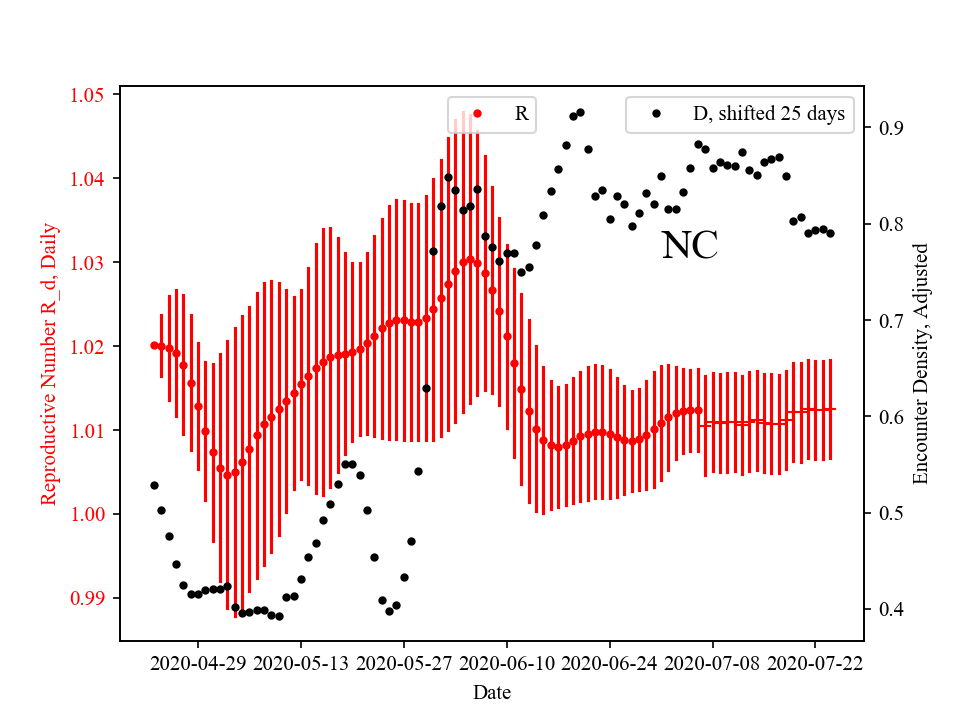 R
D, shifted 25 days
NC
Reproductive Number R_d, Daily
1.05
1.04
1.03
1.02
1.01
1.00
0.99
0.9
0.8
0.7
0.6
0.5
0.4
Encounter Density, Adjusted
2020-04-29 2020-05-13 2020-05-27 2020-06-10 2020-06-24 2020-07-08 2020-07-22
Date